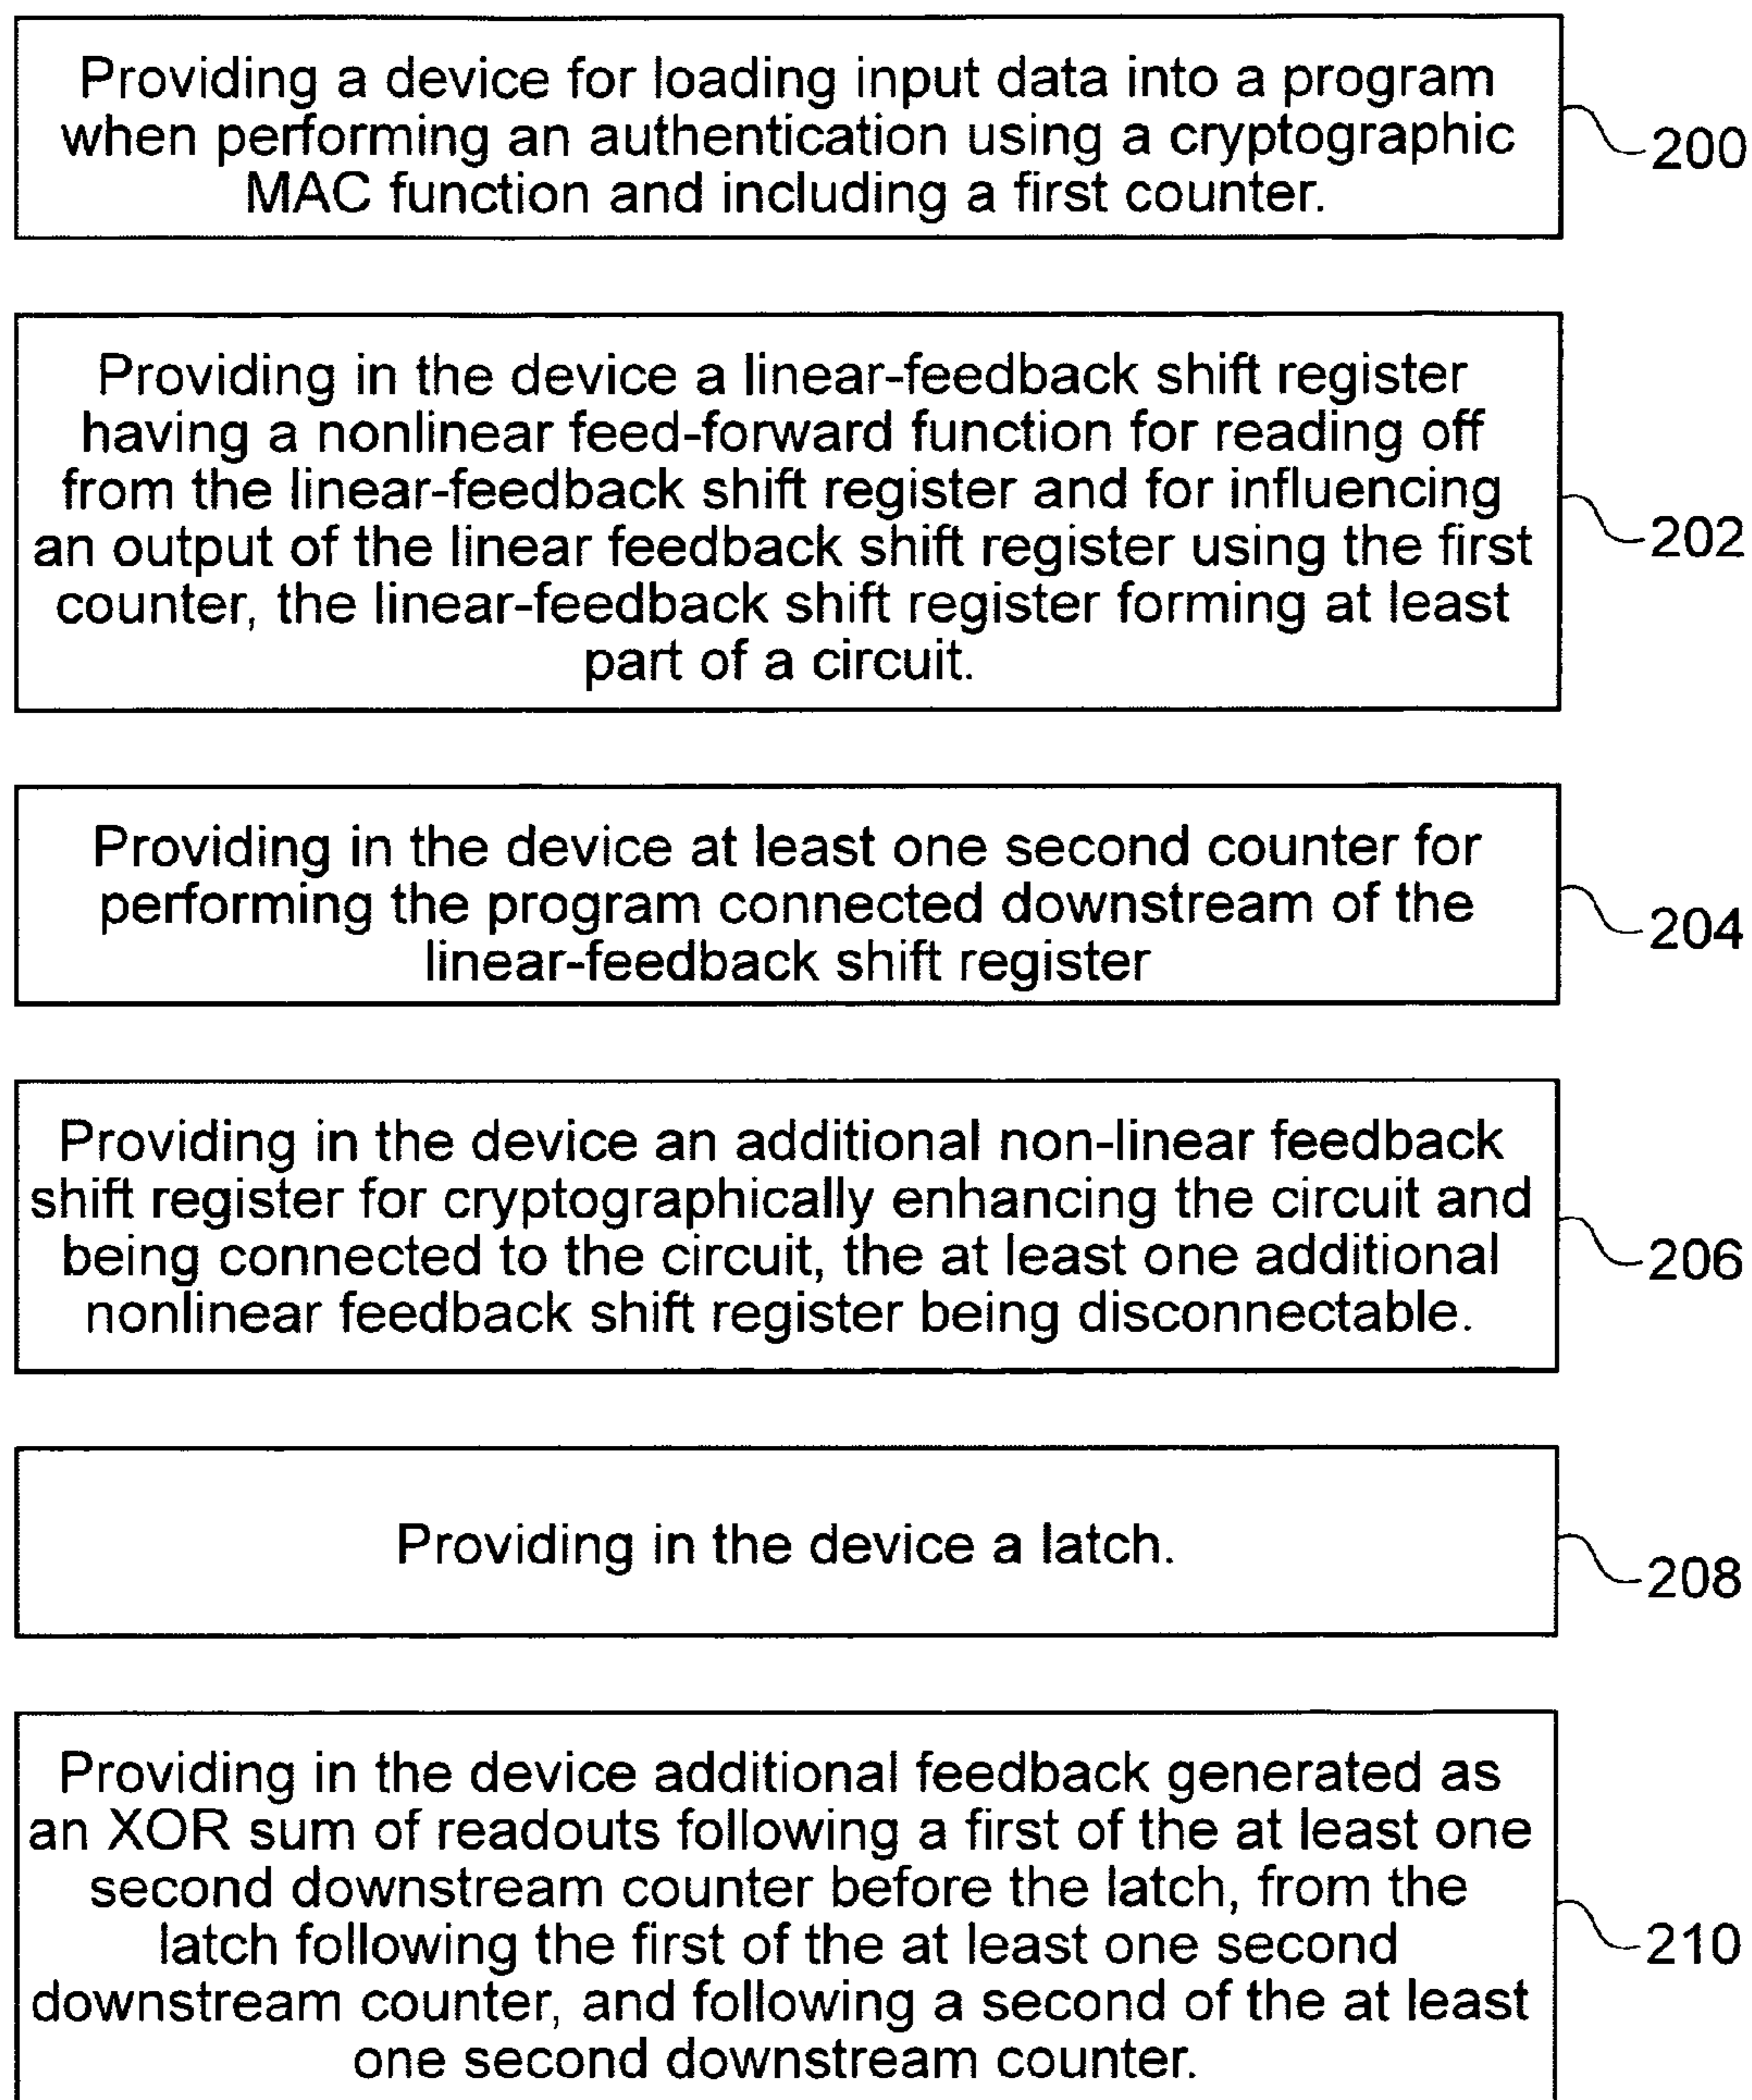 Providing a device for loading input data into a program
when performing an authentication using a cryptographic
MAC function and including a first counter.
200
Providing in the device a linear-feedback shift register
having a nonlinear feed-forward function for reading off
from the linear-feedback shift register and for influencing
an output of the linear feedback shift register using the first
counter, the linear-feedback shift register forming at least
part of a circuit.
202
Providing in the device at least one second counter for
performing the program connected downstream of the
linear-feedback shift register
204
Providing in the device an additional non-linear feedback
shift register for cryptographically enhancing the circuit and
being connected to the circuit, the at least one additional
nonlinear feedback shift register being disconnectable.
206
Providing in the device a latch.
208
Providing in the device additional feedback generated as
an XOR sum of readouts following a first of the at least one
second downstream counter before the latch, from the
latch following the first of the at least one second
downstream counter, and following a second of the at least
one second downstream counter.
210